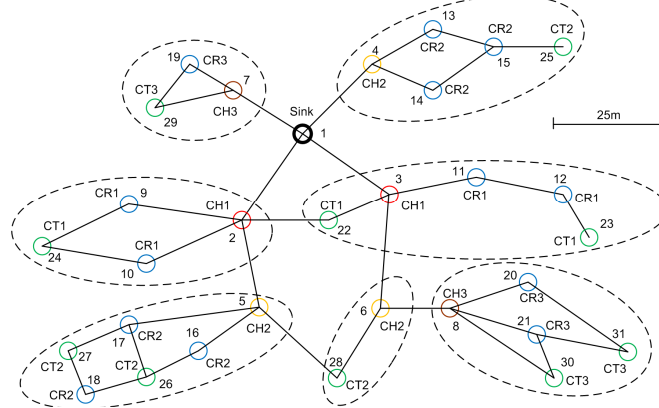 13
CR2
4
CH2
CR2
15
CT2
25
14
CR2
19
CR3
7
CT3
29
CH3
Sink
1
25m
3
CH1
11
CR1
12
CR1
23
CT1
CR1
9
CT1
24
CR1
10
CH1
2
CT1
22
5
CH2
16
CR2
17
CR2
27
CT2
18
CR2
CT2
26
6
CH2
28
CT2
CH3
8
20
CR3
21
CR3
30
CT3
31
CT3